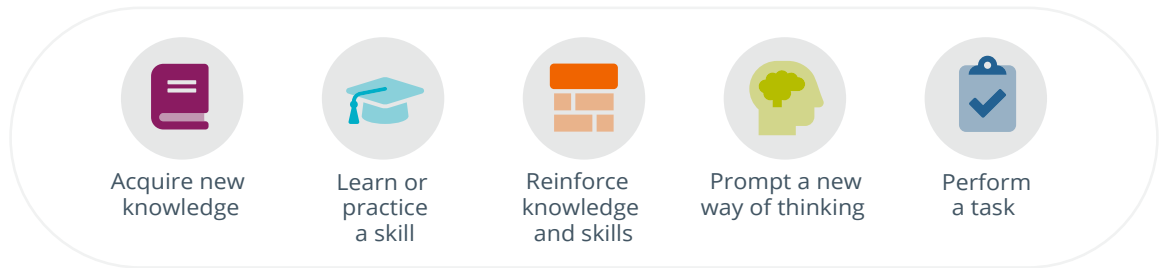 Acquire new
knowledge
Learn or
practice
a skill
Reinforce
knowledge
and skills
Prompt a new
way of thinking
Perform
a task